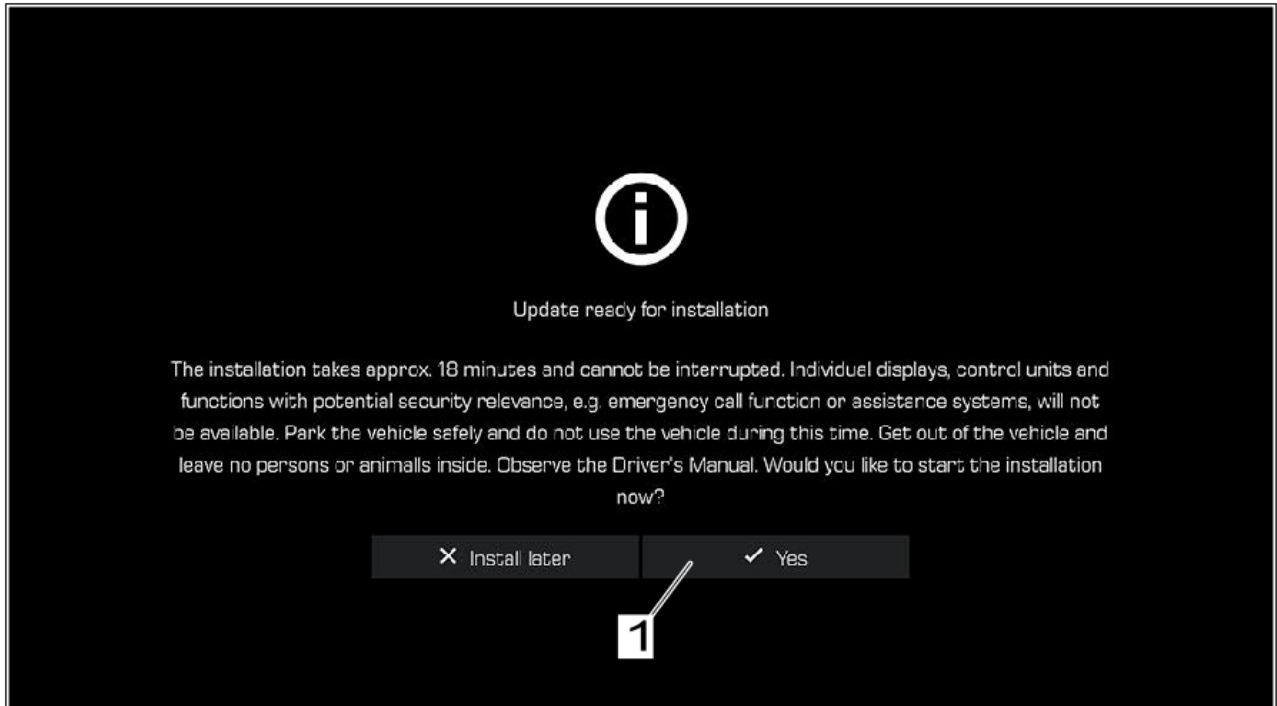 Update ready for installation
The installation takes approx. 18 minutes and cannot be interrupted. Individual displays, control units and
functions with potential security relevance, e.g. emergency call function or assistance systems, will not
be available. Park the vehicle safely and do not use the vehicle during this time. Get out of the vehicle and
leave no persons or animalls inside. Observe the Driver's Manual. Would you like to start the installation
now?
✕ Install later ✓ Yes
1